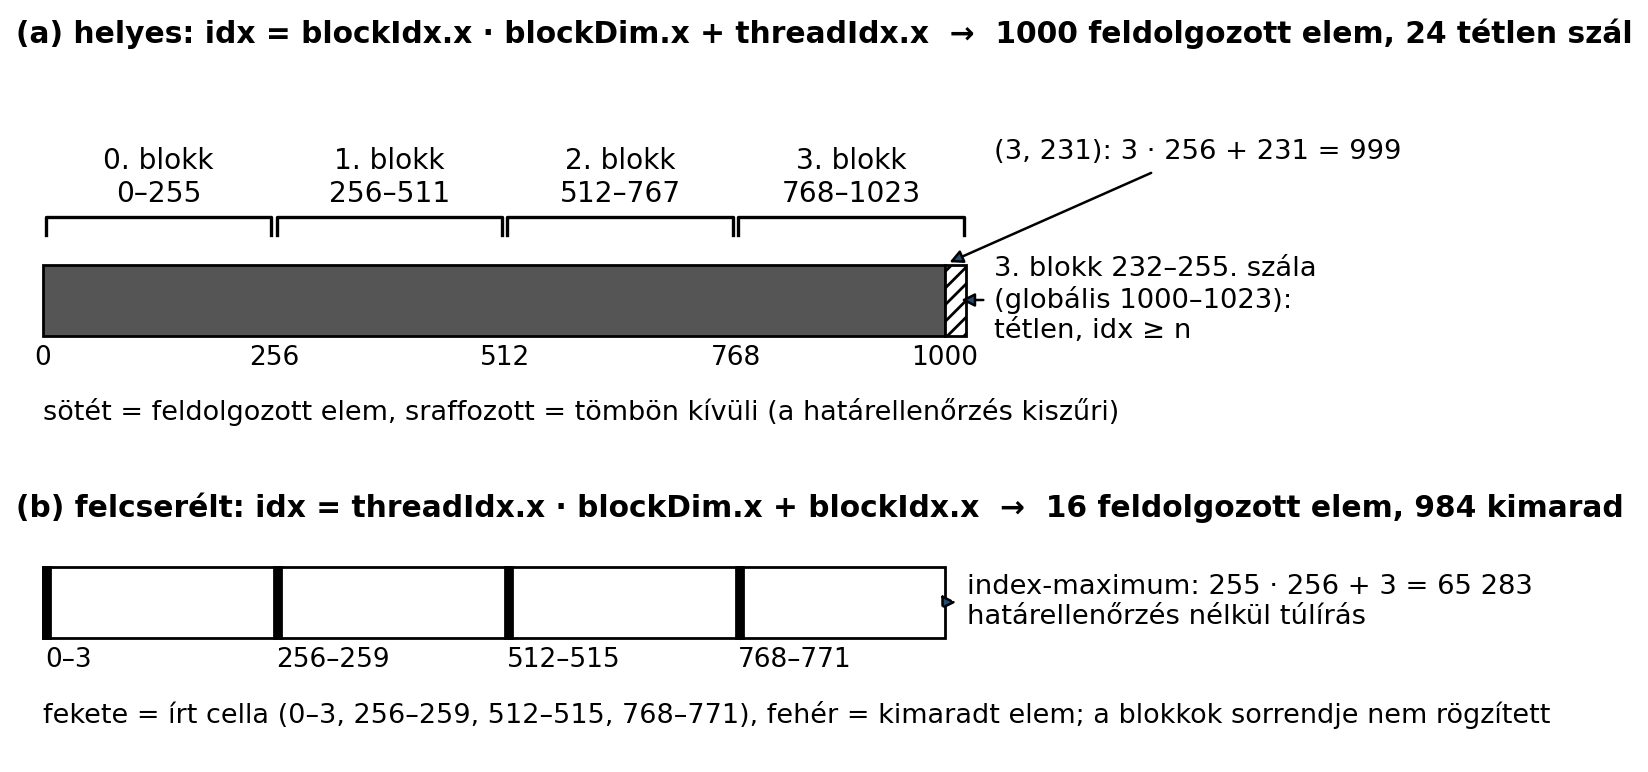 (a) helyes: idx = blockIdx.x · blockDim.x + threadIdx.x → 1000 feldolgozott elem, 24 tétlen szál
(3, 231): 3 · 256 + 231 = 999
0. blokk 1. blokk 2. blokk 3. blokk
0–255 256–511 512–767 768–1023
3. blokk 232–255. szála
(globális 1000–1023):
tétlen, idx ≥ n
0 256 512 768 1000
sötét = feldolgozott elem, sraffozott = tömbön kívüli (a határellenőrzés kiszűri)
(b) felcserélt: idx = threadIdx.x · blockDim.x + blockIdx.x → 16 feldolgozott elem, 984 kimarad
index-maximum: 255 · 256 + 3 = 65 283
határellenőrzés nélkül túlírás
0–3 256–259 512–515 768–771
fekete = írt cella (0–3, 256–259, 512–515, 768–771), fehér = kimaradt elem; a blokkok sorrendje nem rögzített